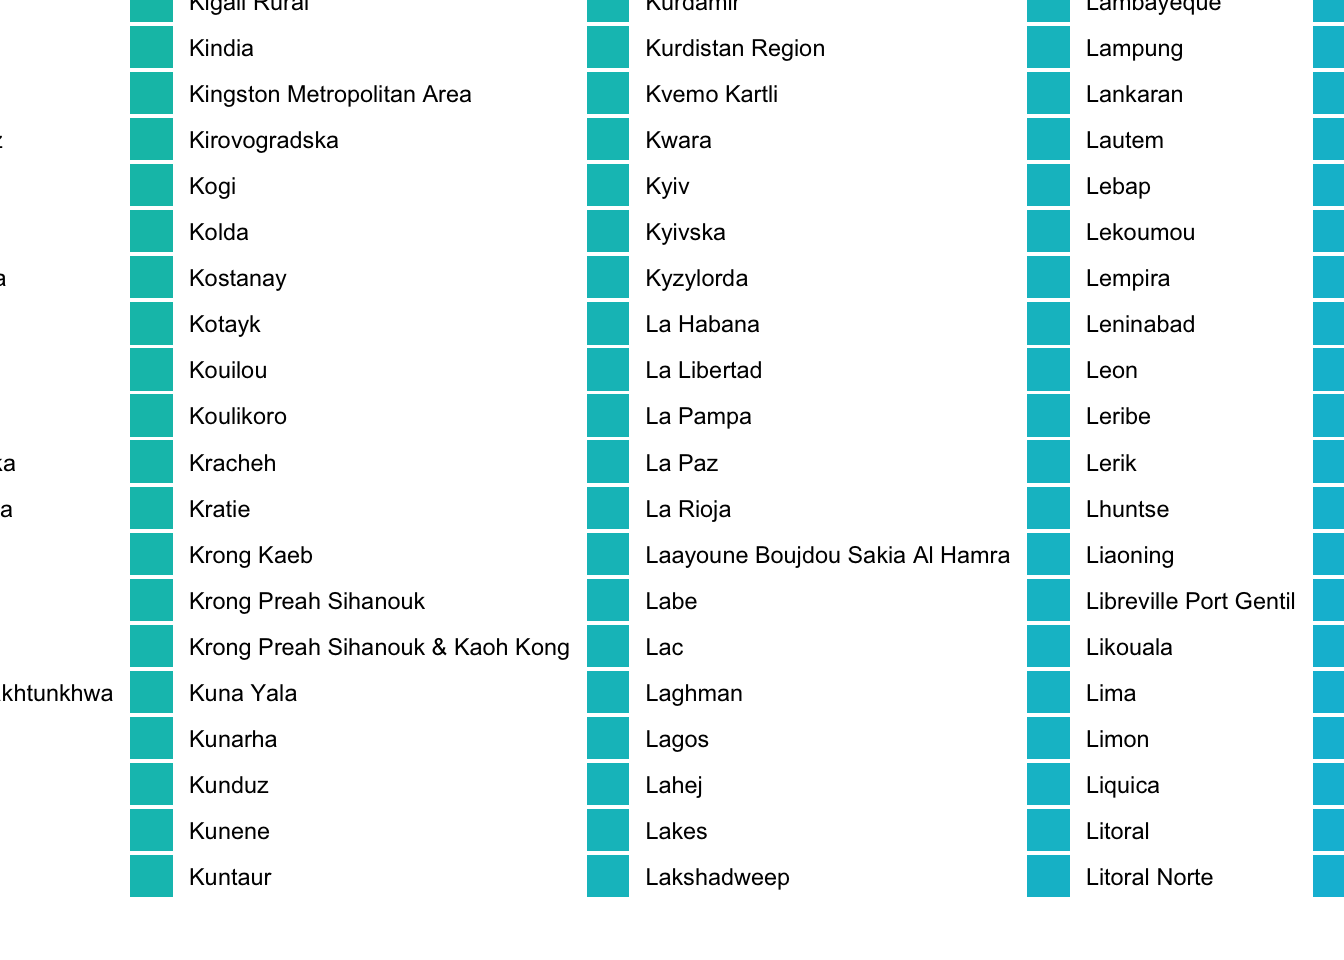 Kigali Rural
Kindia
Kingston Metropolitan Area
Kirovogradska
Kogi
Kolda
Kostanay
Kotayk
Kouilou
Koulikoro
Kracheh
Kratie
Krong Kaeb
Krong Preah Sihanouk
Krong Preah Sihanouk & Kaoh Kong
Kuna Yala
Kunarha
Kunduz
Kunene
Kuntaur
Kurdamir
Kurdistan Region
Kvemo Kartli
Kwara
Kyiv
Kyivska
Kyzylorda
La Habana
La Libertad
La Pampa
La Paz
La Rioja
Laayoune Boujdou Sakia Al Hamra
Labe
Lac
Laghman
Lagos
Lahej
Lakes
Lakshadweep
Lambayeque
Lampung
Lankaran
Lautem
Lebap
Lekoumou
Lempira
Leninabad
Leon
Leribe
Lerik
Lhuntse
Liaoning
Libreville Port Gentil
Likouala
Lima
Limon
Liquica
Litoral
Litoral Norte